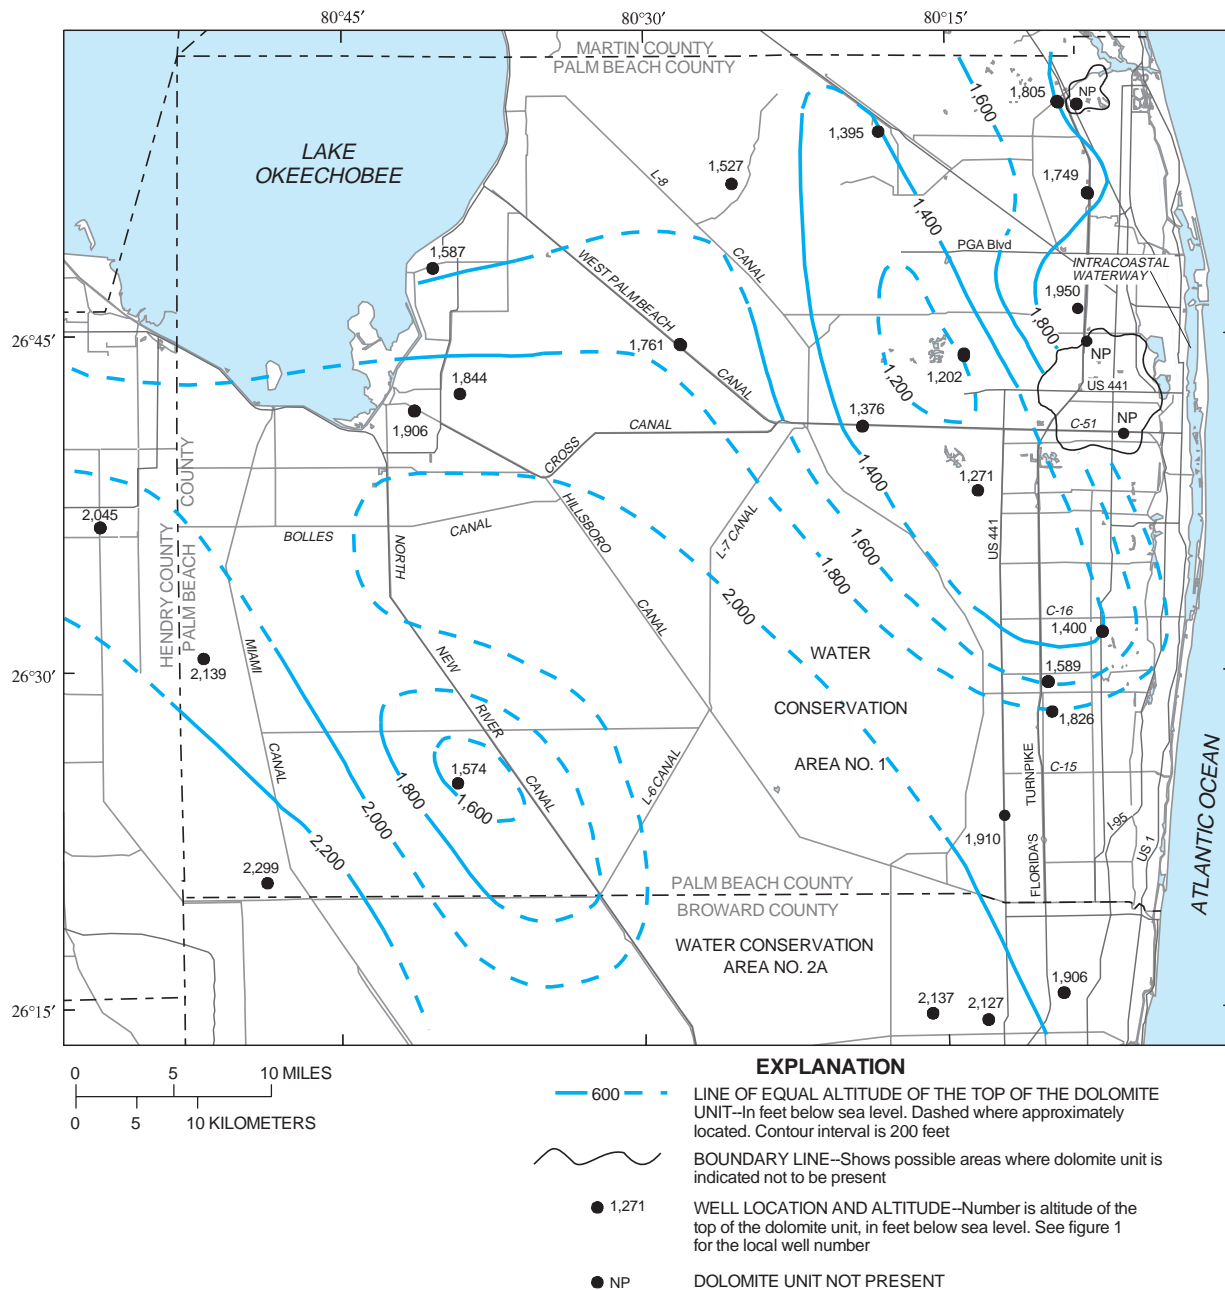 80°45′
80°30′
80°15′
MARTIN COUNTY
PALM BEACH COUNTY
1,805
NP
1,600
1,395
LAKE
OKEECHOBEE
1,527
L-8
1,749
1,400
CANAL
PGA Blvd
INTRACOASTAL
WATERWAY
1,587
WEST PALM BEACH
1,950
1,800
26°45′
1,761
NP
1,202
1,200
US 441
1,844
CANAL
1,906
1,376
CANAL
C-51
NP
CROSS
1,400
1,271
2,045
HENDRY COUNTY
PALM BEACH
COUNTY
BOLLES
CANAL
NORTH
HILLSBORO
L-7 CANAL
US 441
1,600
1,800
2,000
CANAL
C-16
1,400
MIAMI
NEW
WATER
26°30′
2,139
1,589
CONSERVATION
RIVER
1,826
CANAL
AREA NO. 1
1,574
C-15
1,800
1,600
CANAL
L-6 CANAL
TURNPIKE
2,000
1,910
I-95
2,200
FLORIDA'S
US 1
ATLANTIC OCEAN
2,299
PALM BEACH COUNTY
BROWARD COUNTY
WATER CONSERVATION
AREA NO. 2A
1,906
26°15′
2,137
2,127
EXPLANATION
0 5 10 MILES
0 5 10 KILOMETERS
600
LINE OF EQUAL ALTITUDE OF THE TOP OF THE DOLOMITE
UNIT--In feet below sea level. Dashed where approximately
located. Contour interval is 200 feet
BOUNDARY LINE--Shows possible areas where dolomite unit is
indicated not to be present
1,271
WELL LOCATION AND ALTITUDE--Number is altitude of the
top of the dolomite unit, in feet below sea level. See figure 1
for the local well number
NP
DOLOMITE UNIT NOT PRESENT